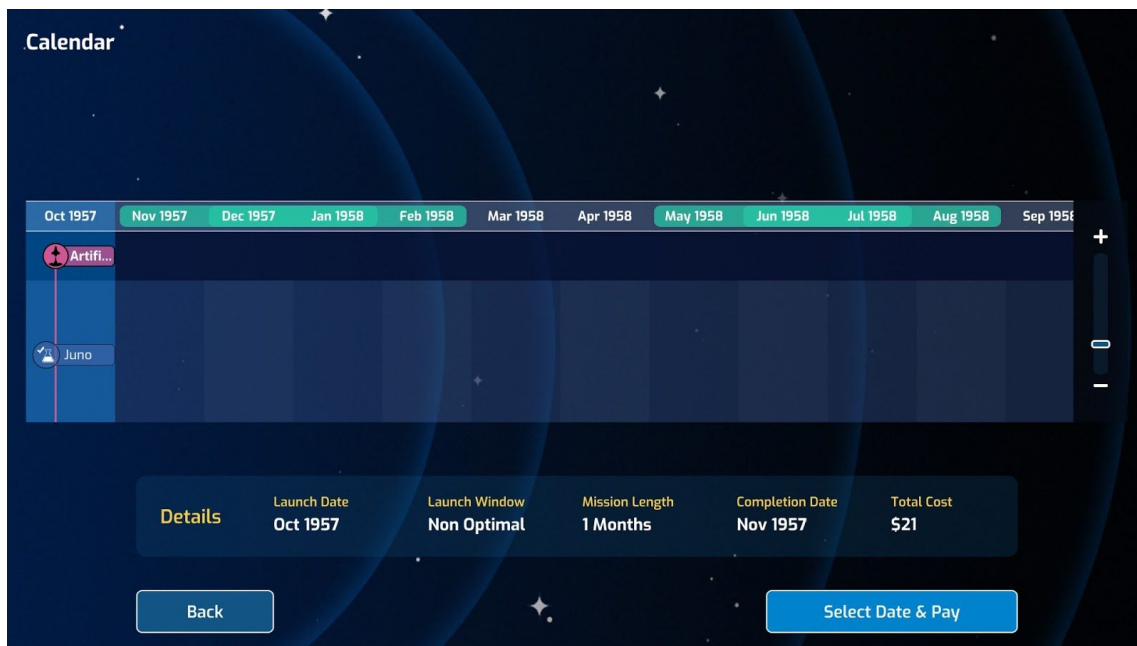 Calendar
Oct 1957 Nov 1957 Dec 1957 Jan 1958 Feb 1958 Mar 1958 Apr 1958 May 1958 Jun 1958 Jul 1958 Aug 1958 Sep 1958
+
Artifi...
Juno
−
Details
Launch Date Launch Window Mission Length Completion Date Total Cost
Oct 1957 Non Optimal 1 Months Nov 1957 $21
Back Select Date & Pay